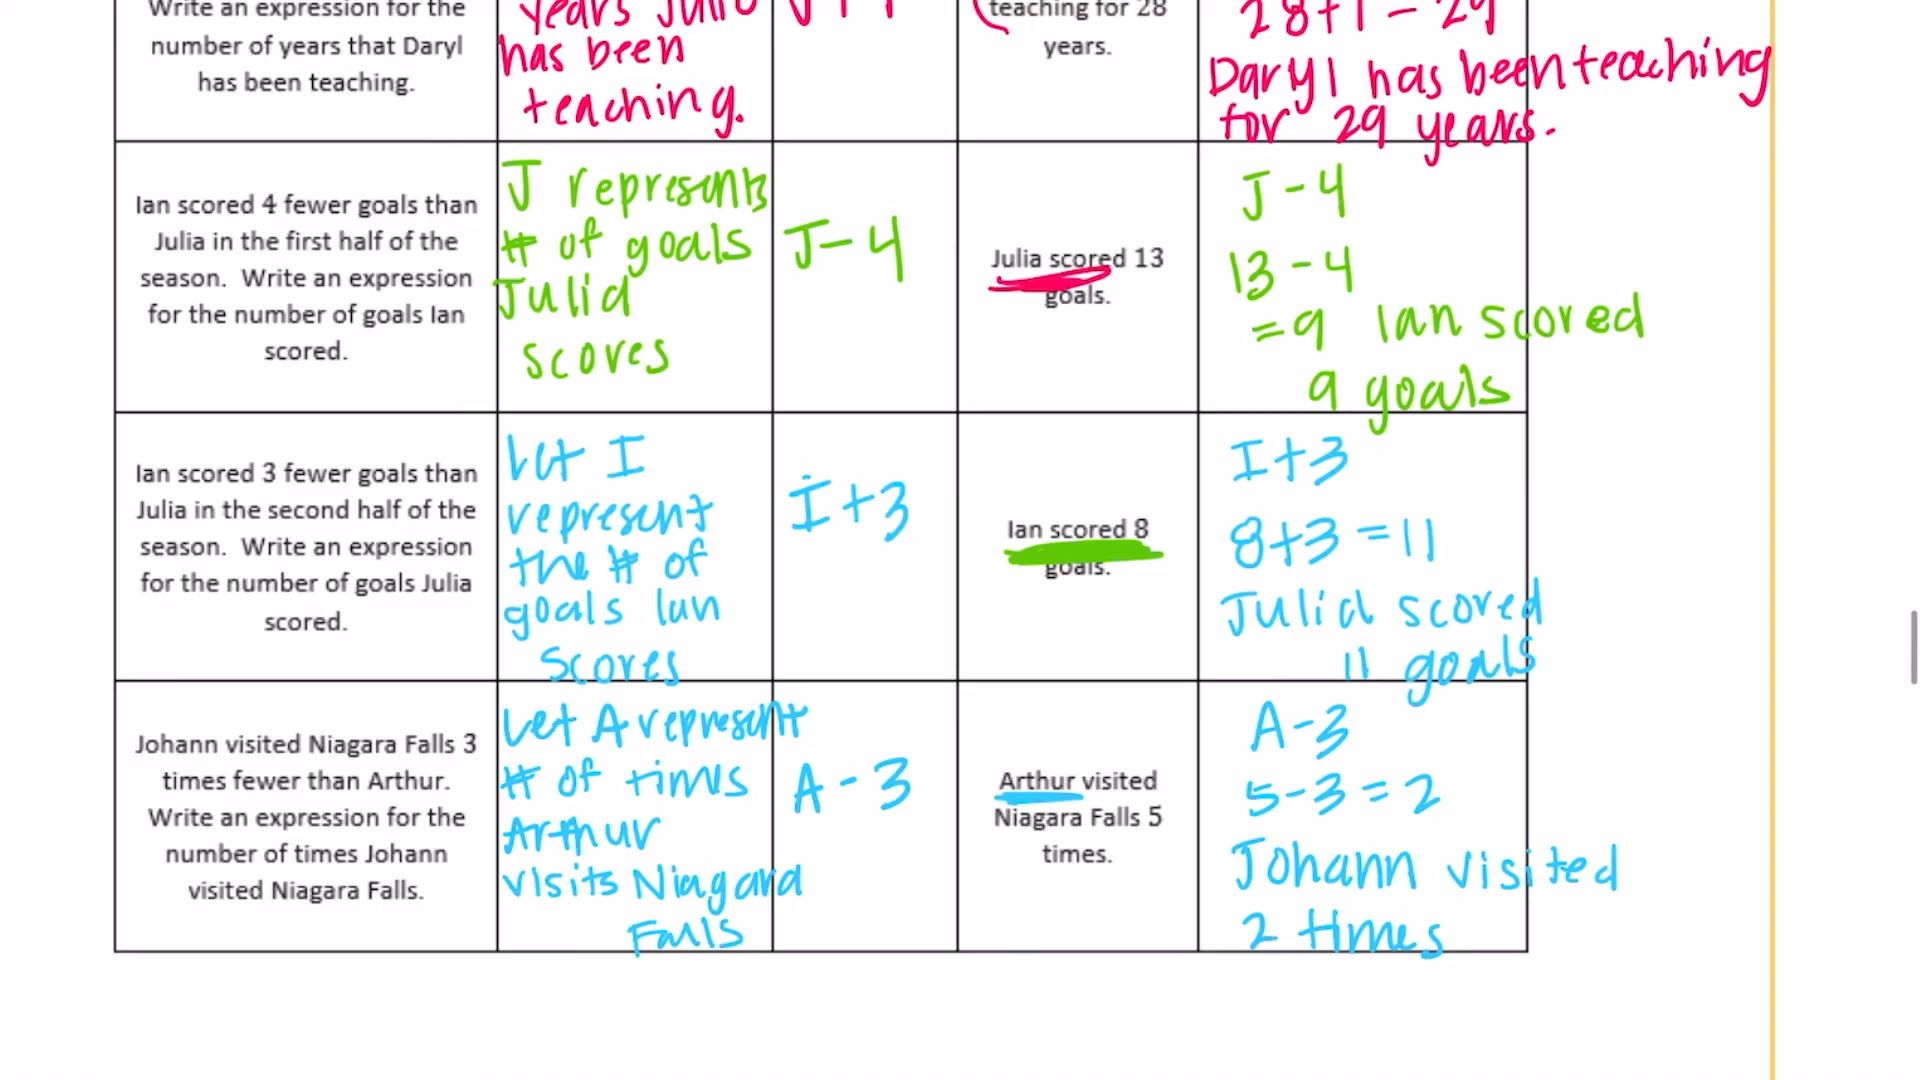 Write an expression for the
number of years that Daryl
has been teaching.
years Julio
has been
teaching.
J+1
teaching for 28
years.
28+1 = 29
Daryl has been teaching
for 29 years.
Ian scored 4 fewer goals than
Julia in the first half of the
season. Write an expression
for the number of goals Ian
scored.
J represents
# of goals
Julia
scores
J-4
Julia scored 13
goals.
J-4
13-4
=9 Ian scored
9 goals
Ian scored 3 fewer goals than
Julia in the second half of the
season. Write an expression
for the number of goals Julia
scored.
Let I
represent
the # of
goals Ian
scores
I+3
Ian scored 8
goals.
I+3
8+3=11
Julia scored
11 goals
Johann visited Niagara Falls 3
times fewer than Arthur.
Write an expression for the
number of times Johann
visited Niagara Falls.
Let A represent
# of times
Arthur
visits Niagara
Falls
A-3
Arthur visited
Niagara Falls 5
times.
A-3
5-3=2
Johann visited
2 times